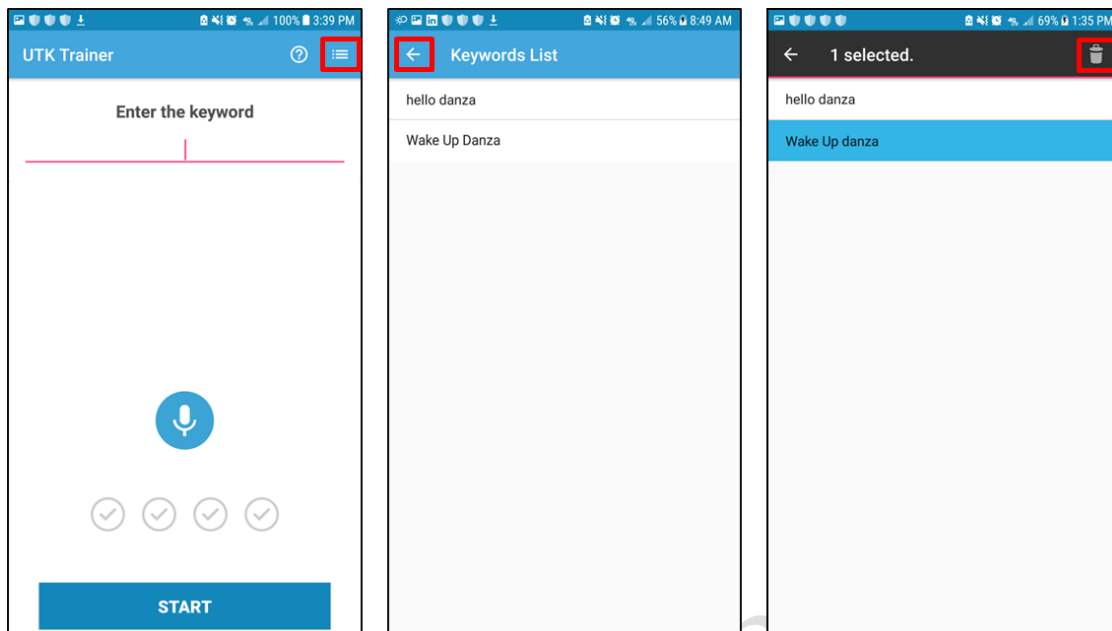 100% 3:39 PM
UTK Trainer
Enter the keyword
START
56% 8:49 AM
Keywords List
hello danza
Wake Up Danza
69% 1:35 PM
1 selected.
hello danza
Wake Up danza